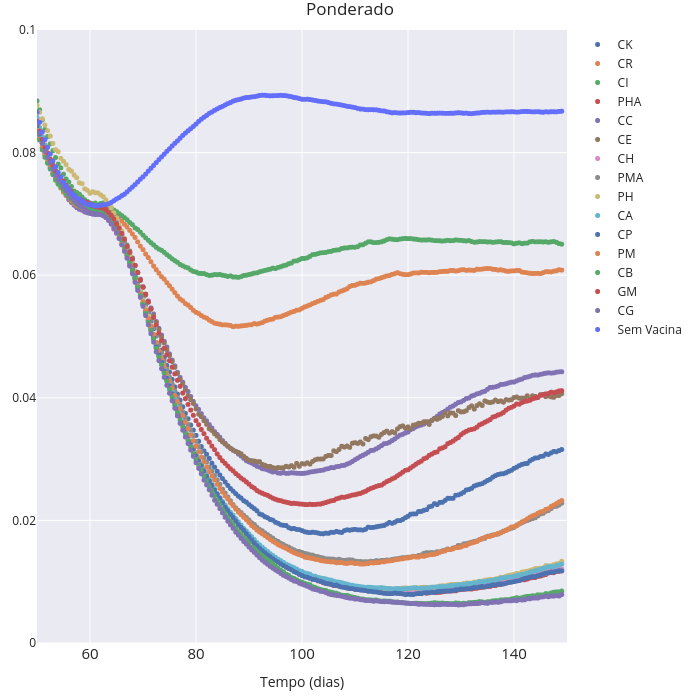 Ponderado
0.1
0.08
0.06
0.04
0.02
0
60
80
100
120
140
Tempo (dias)
CK
CR
CI
PHA
CC
CE
CH
PMA
PH
CA
CP
PM
CB
GM
CG
Sem Vacina